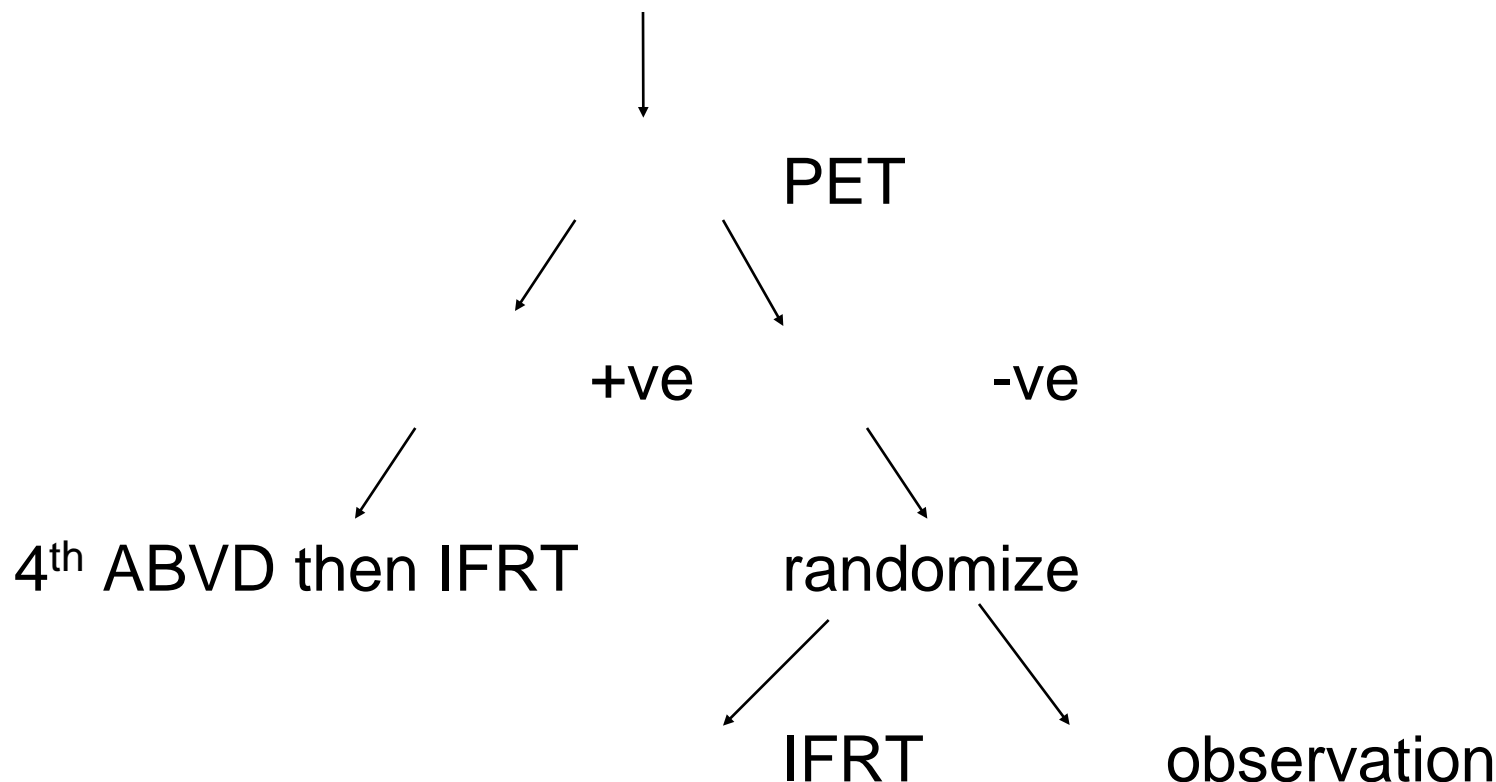 PET
+ve -ve
4th ABVD then IFRT randomize
IFRT observation